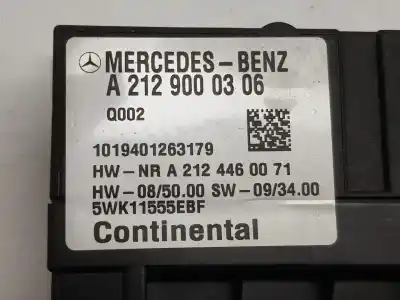 MERCEDES-BENZ
A 212 900 03 06
Q002
1019401263179
HW-NR A 212 446 00 71
HW-08/50.00 SW-09/34.00
5WK11555EBF
Continental